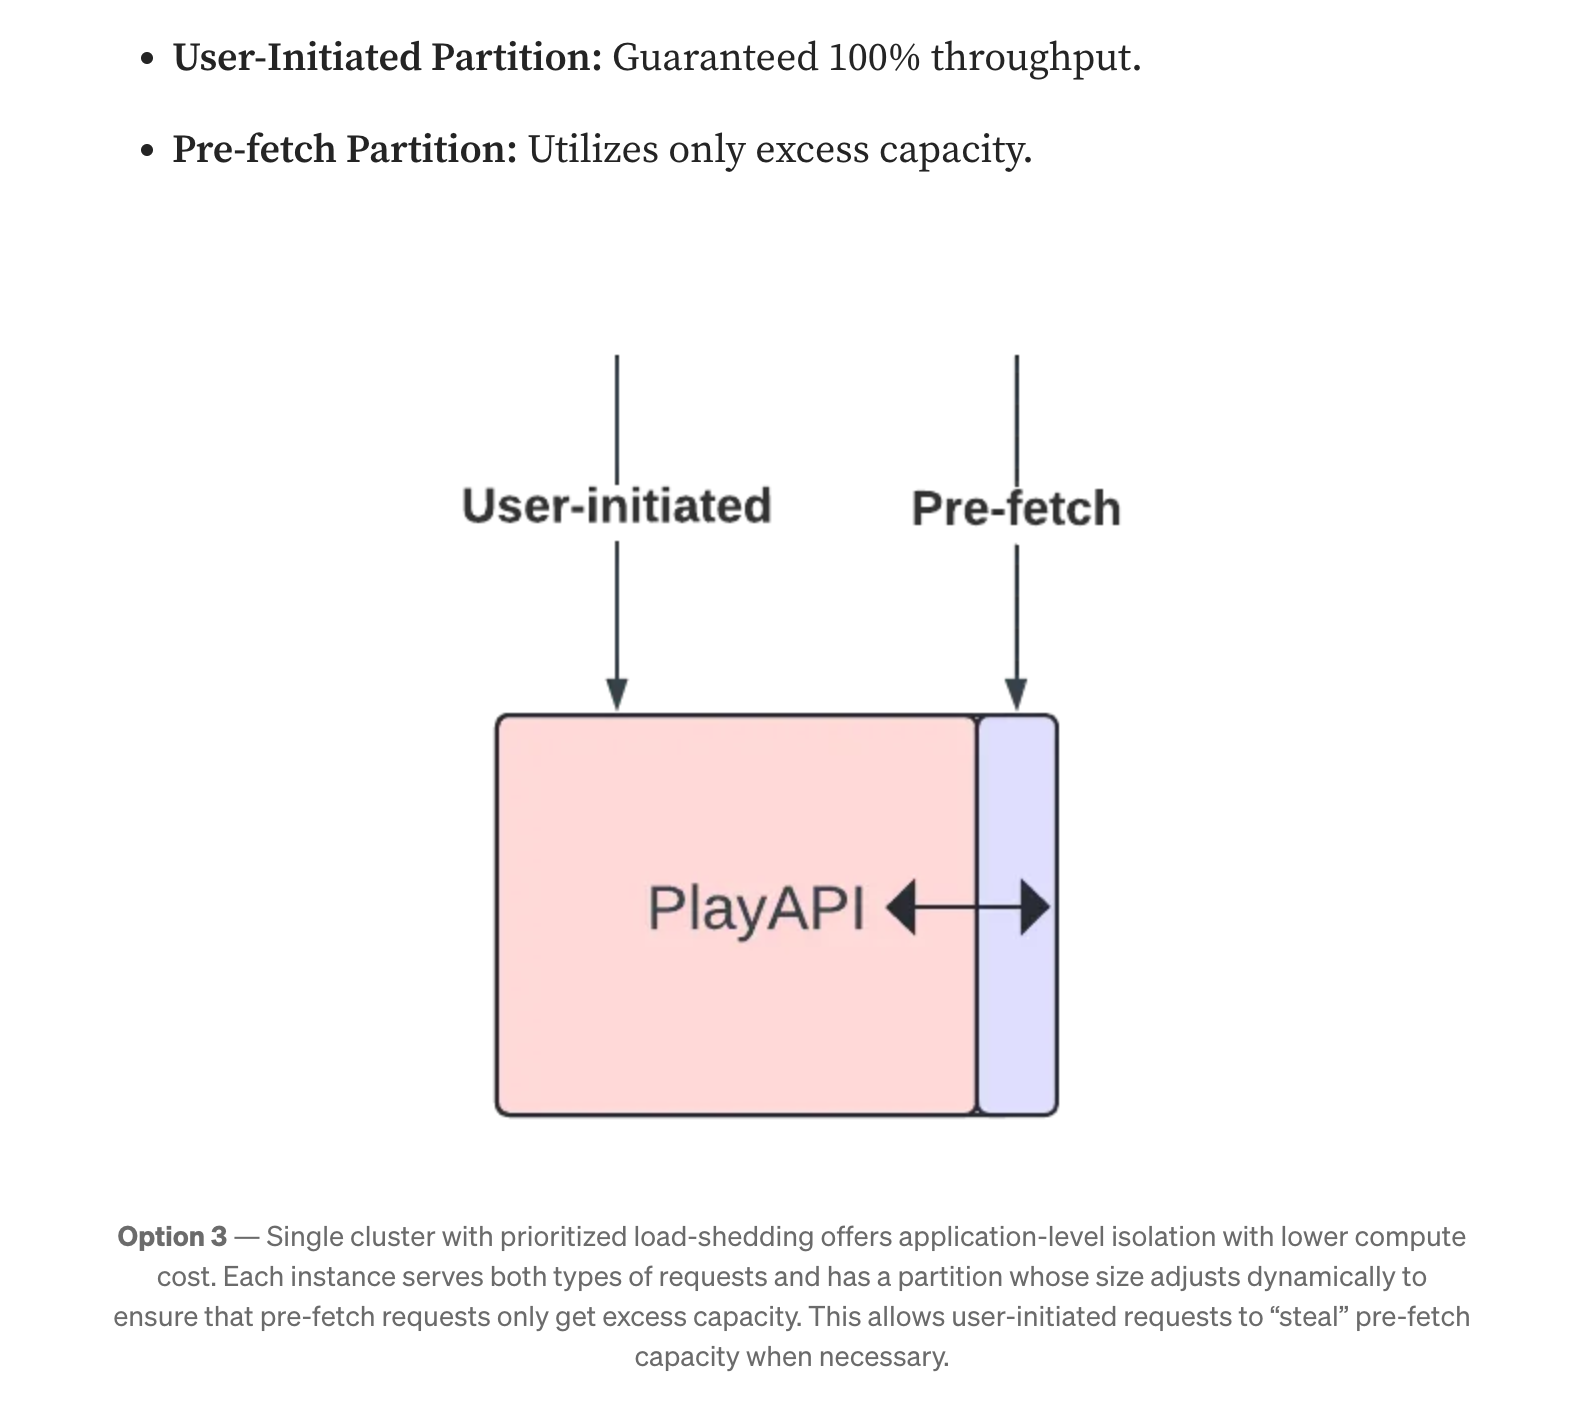 • User-Initiated Partition: Guaranteed 100% throughput.
• Pre-fetch Partition: Utilizes only excess capacity.
User-initiated
Pre-fetch
PlayAPI
Option 3 — Single cluster with prioritized load-shedding offers application-level isolation with lower compute
cost. Each instance serves both types of requests and has a partition whose size adjusts dynamically to
ensure that pre-fetch requests only get excess capacity. This allows user-initiated requests to “steal” pre-fetch
capacity when necessary.